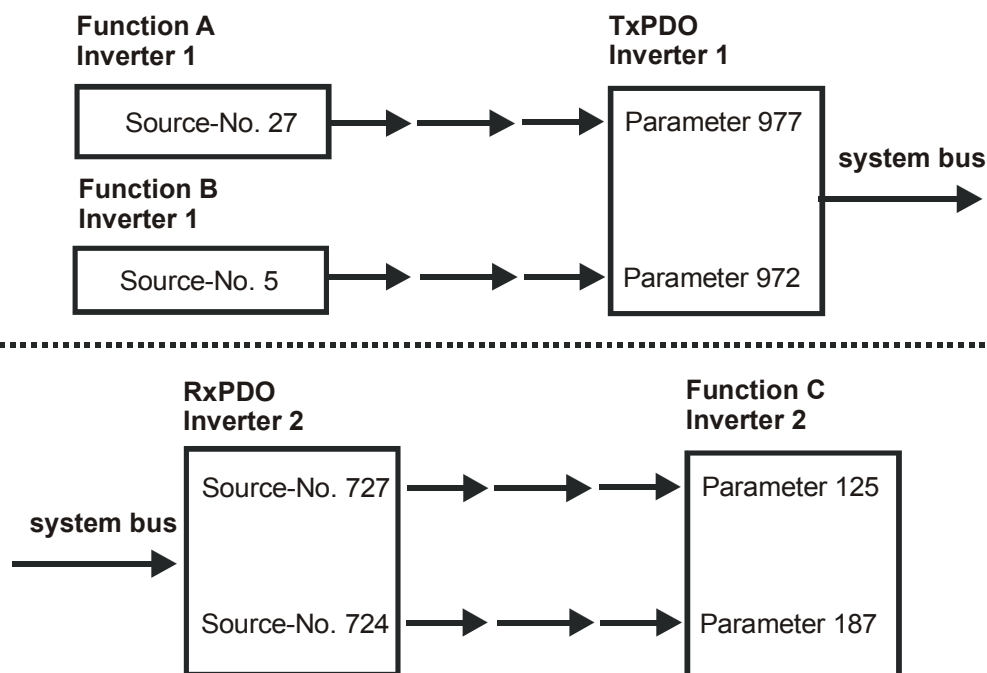 Function A
Inverter 1
TxPDO
Inverter 1
Source-No. 27
Parameter 977
system bus
Function B
Inverter 1
Source-No. 5
Parameter 972
RxPDO
Inverter 2
Function C
Inverter 2
Source-No. 727
Parameter 125
system bus
Source-No. 724
Parameter 187